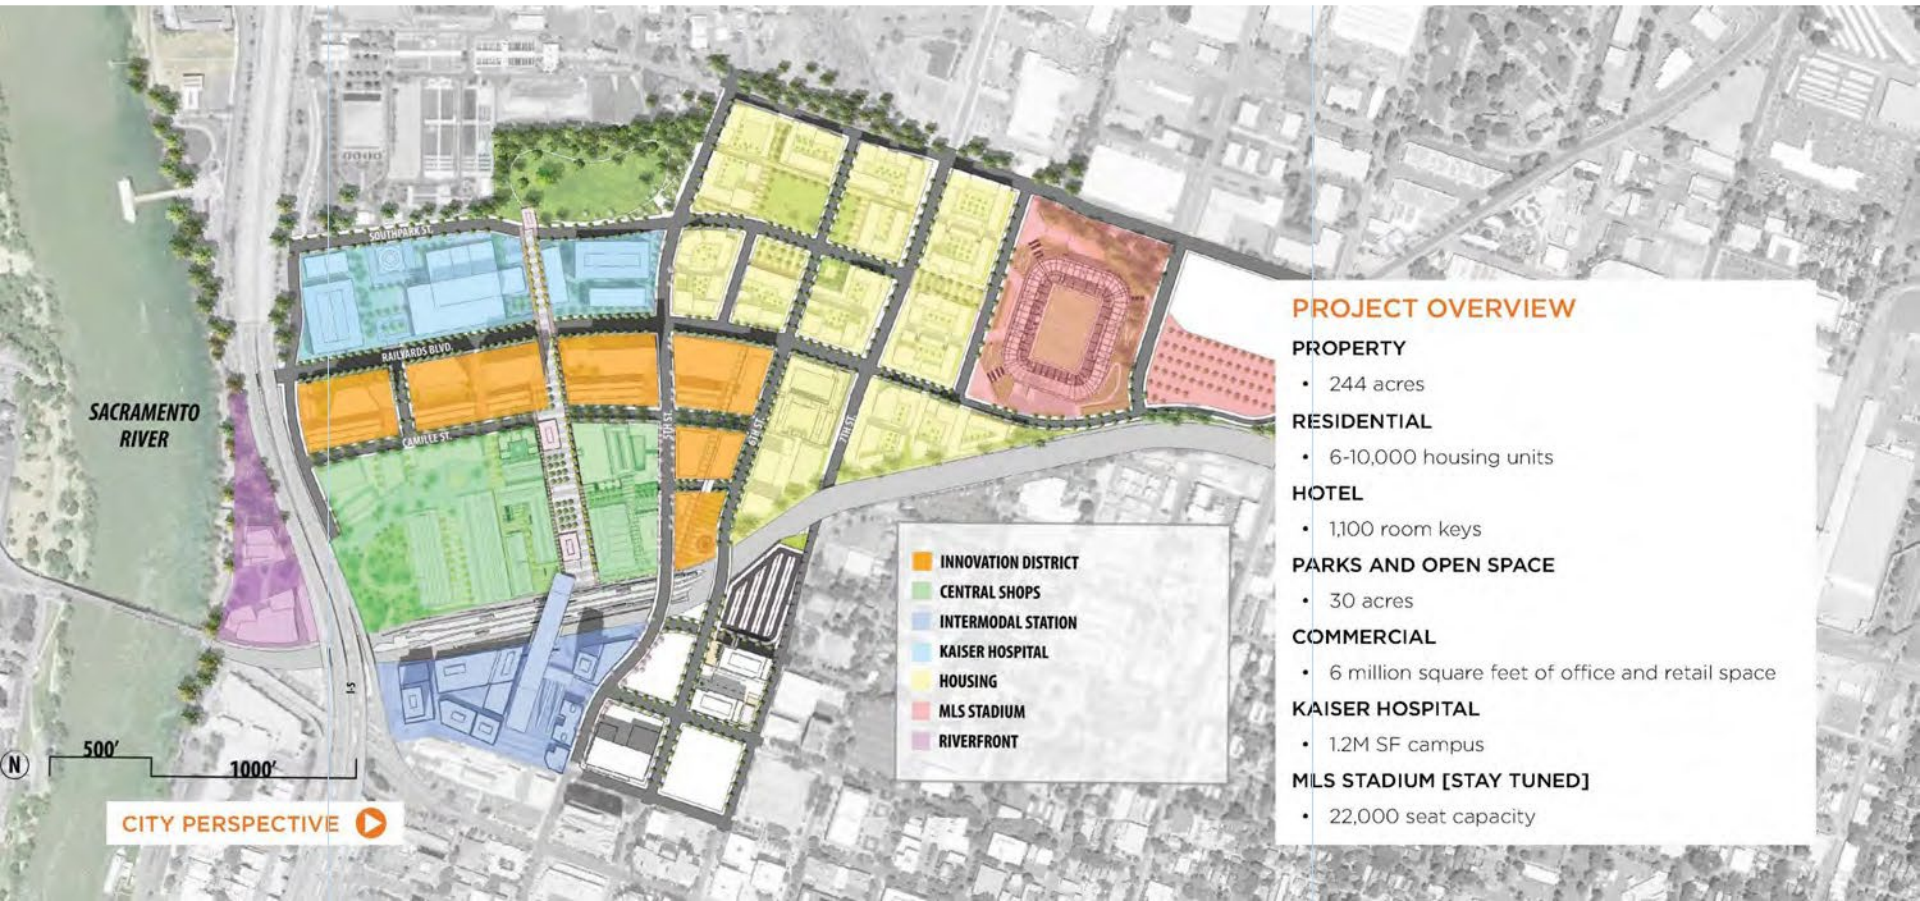 SOUTHPARK ST.
RAILYARDS BLVD.
CAMILLE ST.
5TH ST.
6TH ST.
7TH ST.
SACRAMENTO
RIVER
I-5
N
500'
1000'
CITY PERSPECTIVE
INNOVATION DISTRICT
CENTRAL SHOPS
INTERMODAL STATION
KAISER HOSPITAL
HOUSING
MLS STADIUM
RIVERFRONT
PROJECT OVERVIEW
PROPERTY
• 244 acres
RESIDENTIAL
• 6-10,000 housing units
HOTEL
• 1,100 room keys
PARKS AND OPEN SPACE
• 30 acres
COMMERCIAL
• 6 million square feet of office and retail space
KAISER HOSPITAL
• 1.2M SF campus
MLS STADIUM [STAY TUNED]
• 22,000 seat capacity